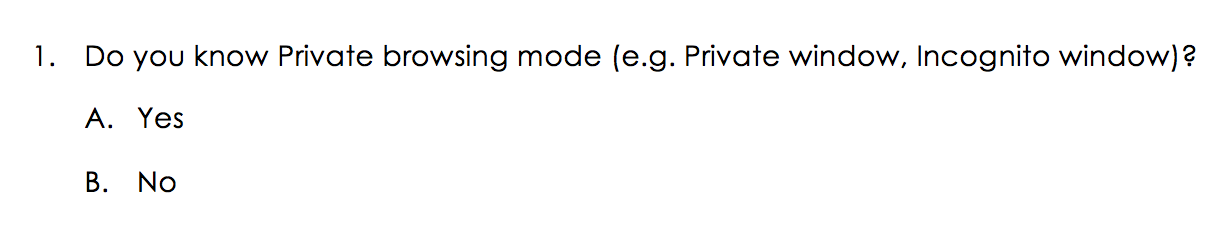 1. Do you know Private browsing mode (e.g. Private window, Incognito window)?
A. Yes
B. No